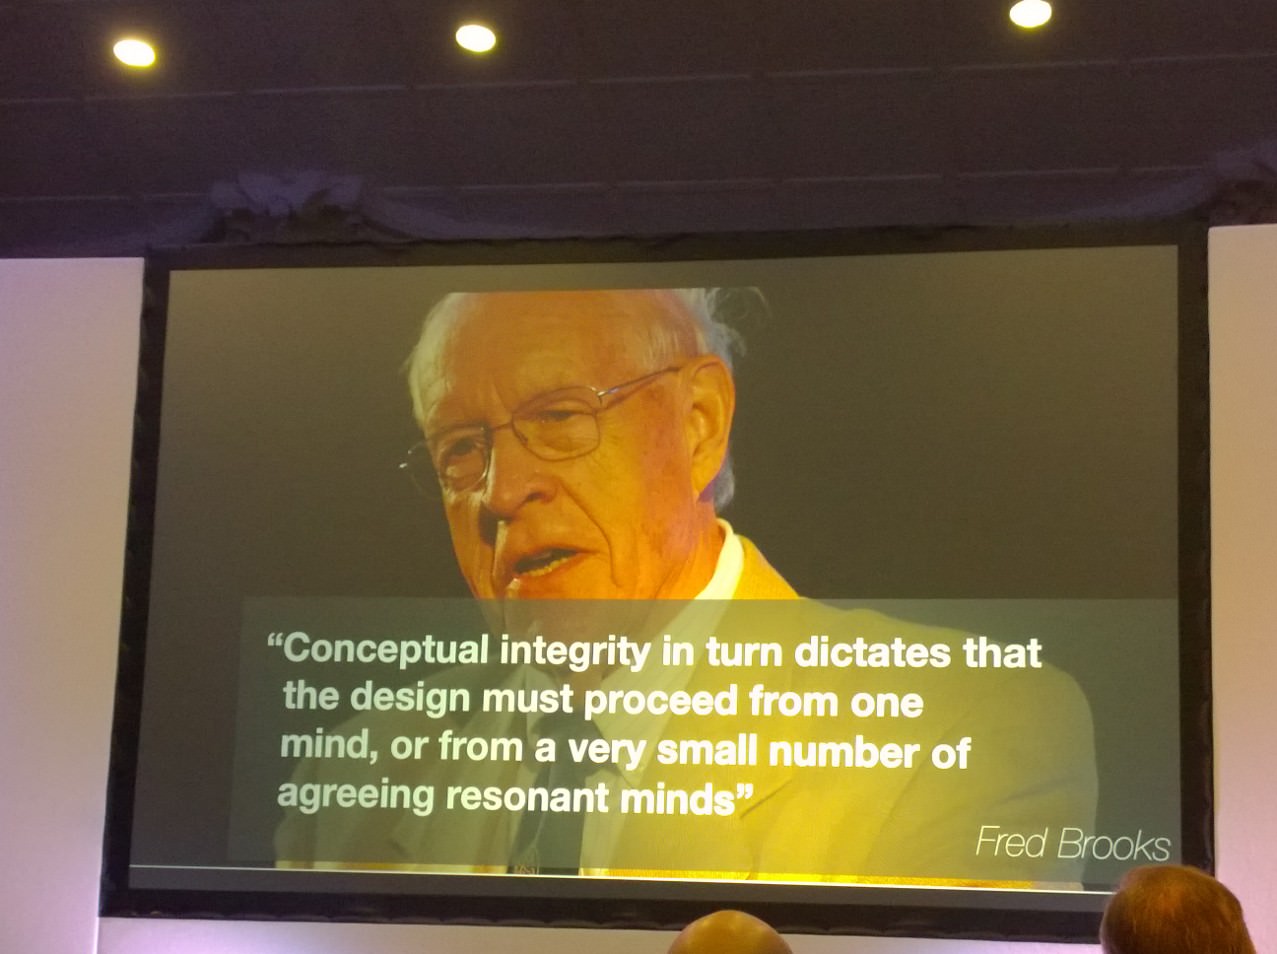 “Conceptual integrity in turn dictates that
the design must proceed from one
mind, or from a very small number of
agreeing resonant minds”
Fred Brooks